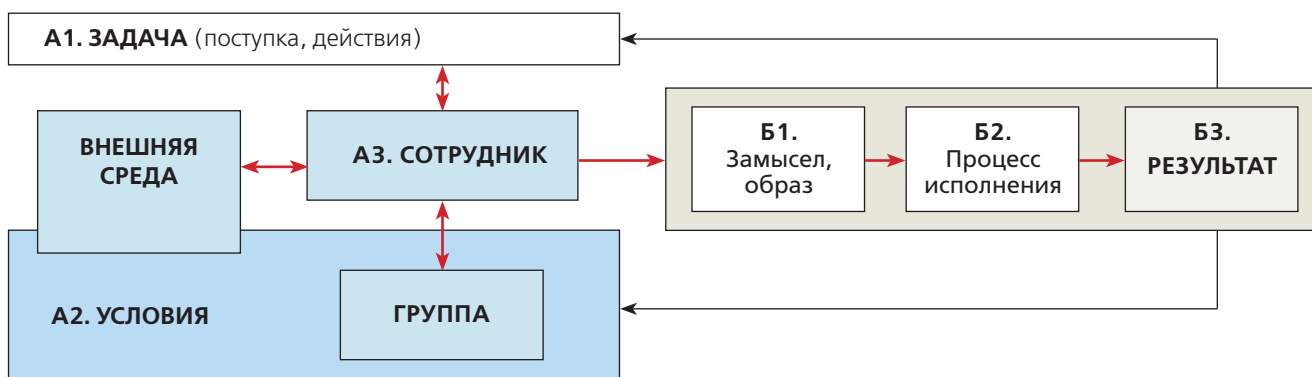 А1. ЗАДАЧА (поступка, действия)
ВНЕШНЯЯ
СРЕДА
А3. СОТРУДНИК
Б1.
Замысел,
образ
Б2.
Процесс
исполнения
Б3.
РЕЗУЛЬТАТ
А2. УСЛОВИЯ
ГРУППА